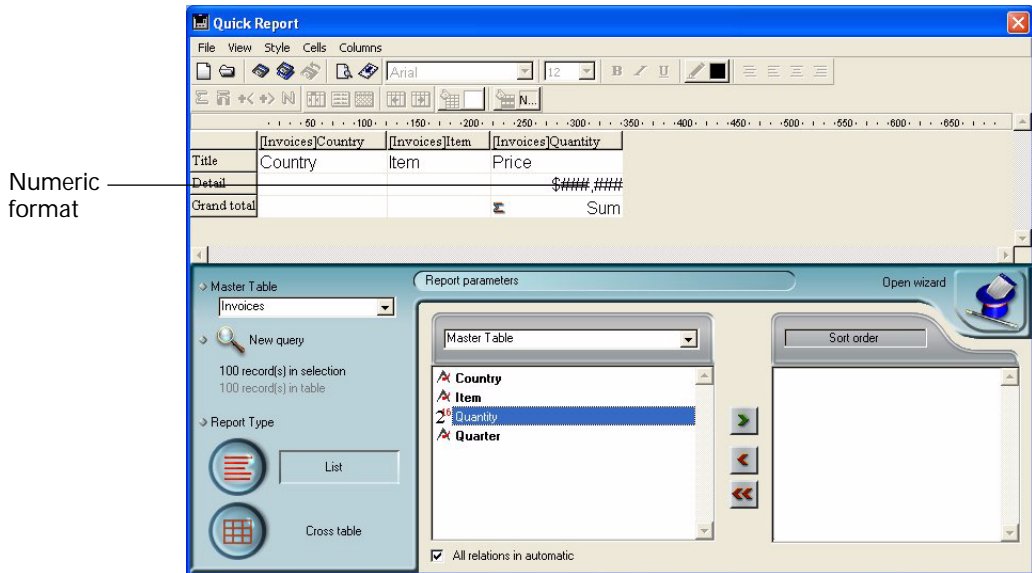 Quick Report
File View Style Cells Columns
Arial 12 B I U
N...
50 100 150 200 250 300 350 400 450 500 550 600 650
[Invoices]Country [Invoices]Item [Invoices]Quantity
Title Country Item Price
Numeric format
Detail $###,###
Grand total Σ Sum
Master Table
Invoices
New query
100 record(s) in selection
100 record(s) in table
Report Type
List
Cross table
Report parameters
Open wizard
Master Table
Sort order
Country
Item
2^16 Quantity
Quarter
All relations in automatic